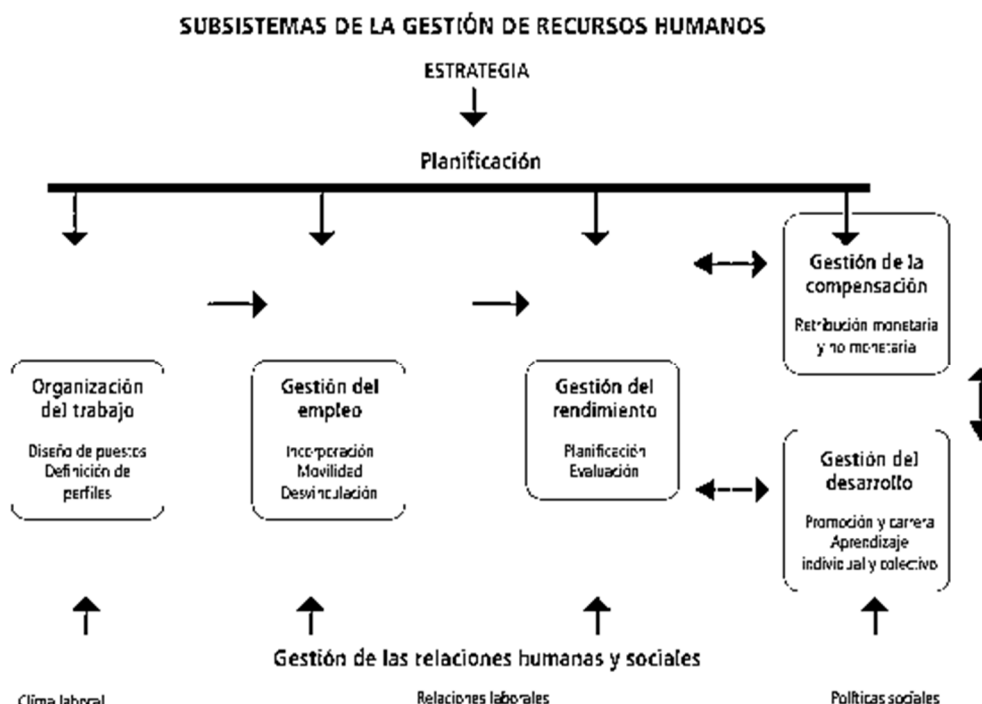 SUBSISTEMAS DE LA GESTIÓN DE RECURSOS HUMANOS
ESTRATEGIA
Planificación
Gestión de la
compensación
Retribución monetaria
y no monetaria
Organización
del trabajo
Diseño de puestos
Definición de
perfiles
Gestión del
empleo
Incorporación
Movilidad
Desvinculación
Gestión del
rendimiento
Planificación
Evaluación
Gestión del
desarrollo
Promoción y carrera
Aprendizaje
individual y colectivo
Gestión de las relaciones humanas y sociales
Clima laboral
Relaciones laborales
Políticas sociales